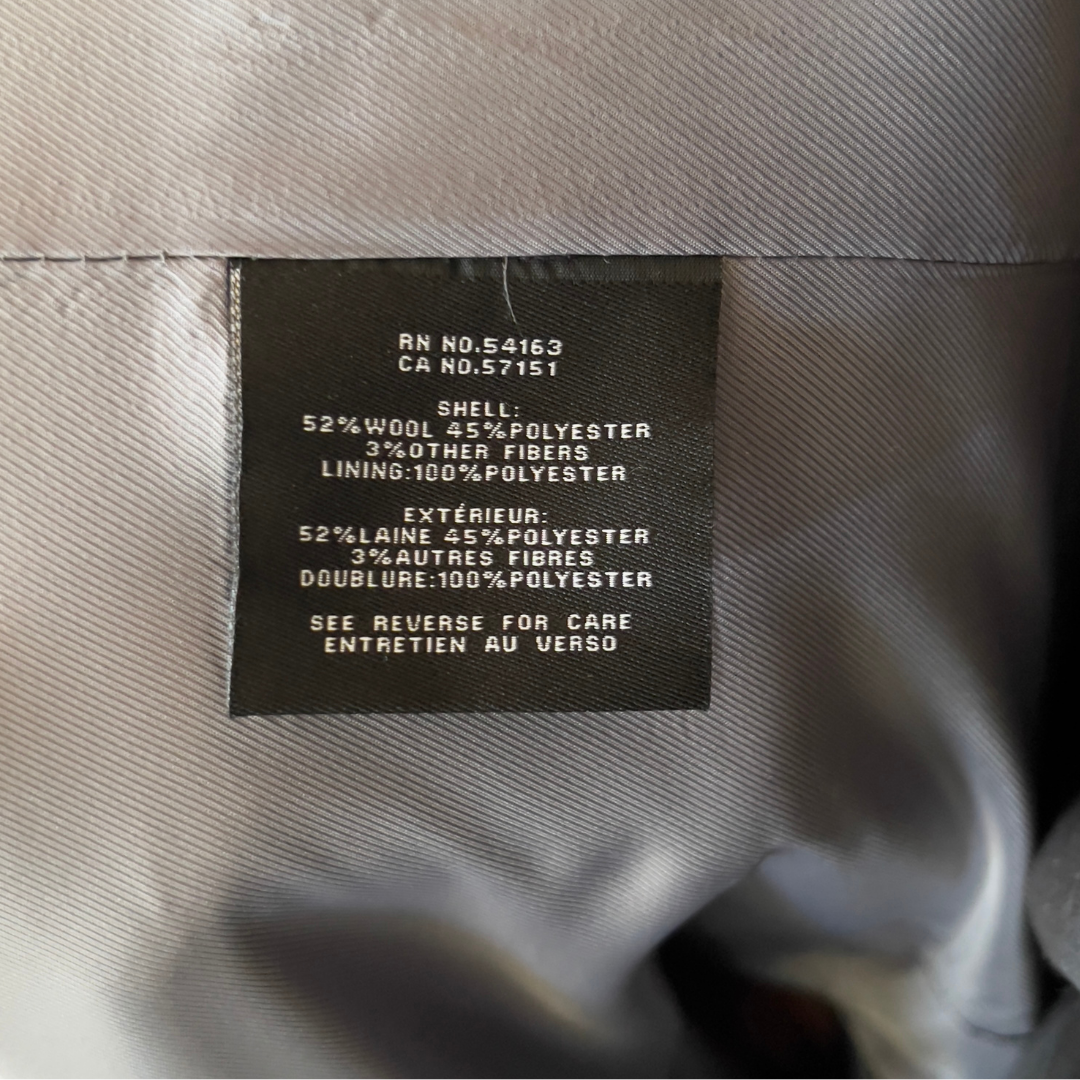 RN NO.54163
CA NO.57151
SHELL:
52%WOOL 45%POLYESTER
3%OTHER FIBERS
LINING:100%POLYESTER
EXTÉRIEUR:
52%LAINE 45%POLYESTER
3%AUTRES FIBRES
DOUBLURE:100%POLYESTER
SEE REVERSE FOR CARE
ENTRETIEN AU VERSO